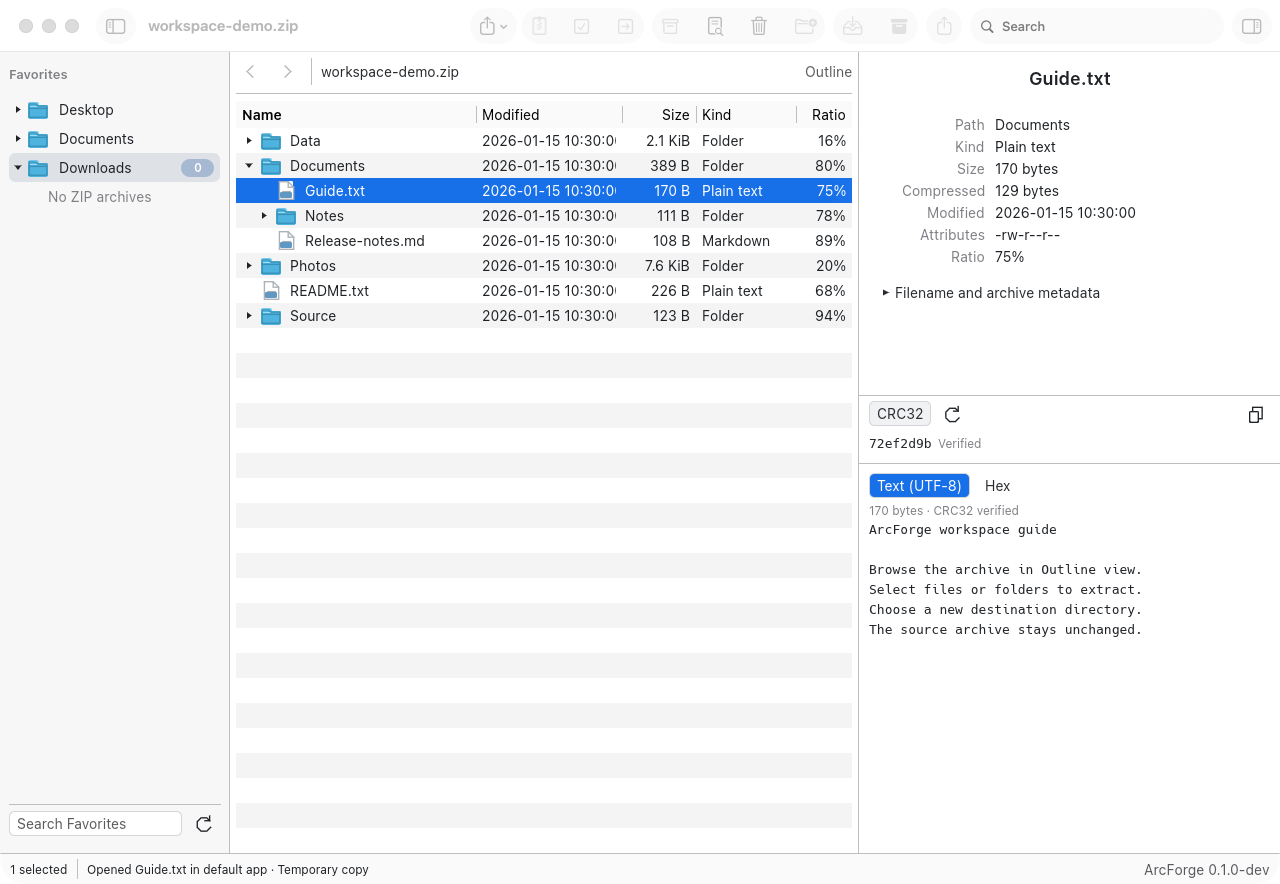 workspace-demo.zip
Search
Favorites
Desktop
Documents
Downloads 0
No ZIP archives
Search Favorites
workspace-demo.zip Outline
Name Modified Size Kind Ratio
Data 2026-01-15 10:30:00 2.1 KiB Folder 16%
Documents 2026-01-15 10:30:00 389 B Folder 80%
Guide.txt 2026-01-15 10:30:00 170 B Plain text 75%
Notes 2026-01-15 10:30:00 111 B Folder 78%
Release-notes.md 2026-01-15 10:30:00 108 B Markdown 89%
Photos 2026-01-15 10:30:00 7.6 KiB Folder 20%
README.txt 2026-01-15 10:30:00 226 B Plain text 68%
Source 2026-01-15 10:30:00 123 B Folder 94%
Guide.txt
Path Documents
Kind Plain text
Size 170 bytes
Compressed 129 bytes
Modified 2026-01-15 10:30:00
Attributes -rw-r--r--
Ratio 75%
Filename and archive metadata
CRC32
72ef2d9b Verified
Text (UTF-8) Hex
170 bytes · CRC32 verified
ArcForge workspace guide
Browse the archive in Outline view.
Select files or folders to extract.
Choose a new destination directory.
The source archive stays unchanged.
1 selected Opened Guide.txt in default app · Temporary copy
ArcForge 0.1.0-dev